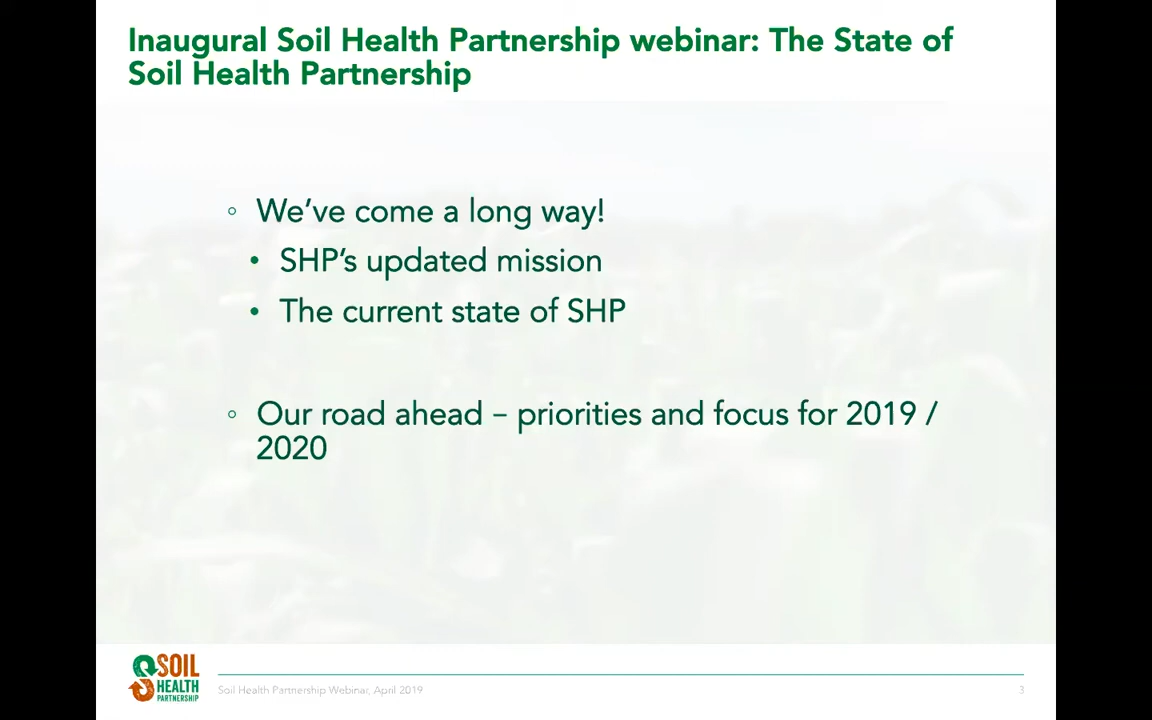 Inaugural Soil Health Partnership webinar: The State of
Soil Health Partnership
◦ We’ve come a long way!
• SHP’s updated mission
• The current state of SHP
◦ Our road ahead – priorities and focus for 2019 /
2020
SOIL
HEALTH
PARTNERSHIP
Soil Health Partnership Webinar, April 2019
3